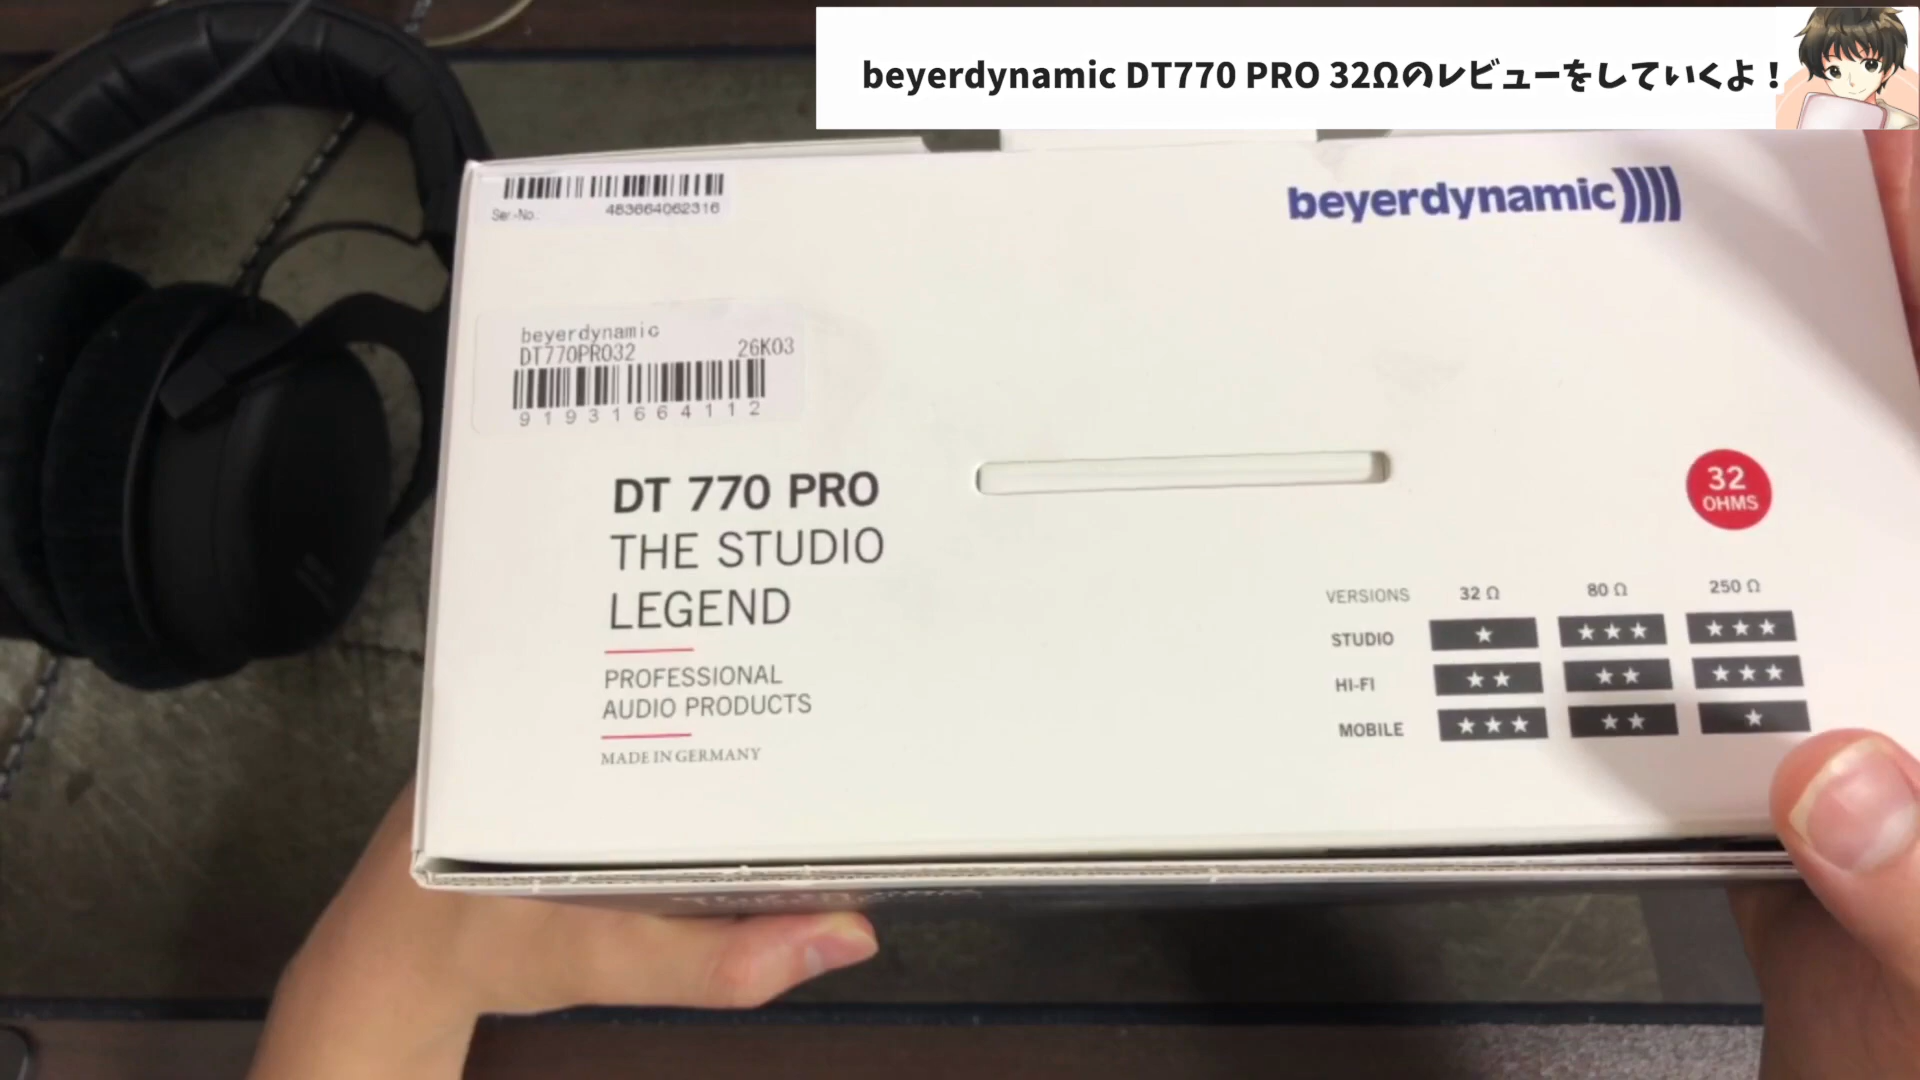 beyerdynamic DT770 PRO 32Ωのレビューをしていくよ！
Ser.-No.: 483664062316
beyerdynamic
beyerdynamic
DT770PRO32 26K03
91931664112
DT 770 PRO
THE STUDIO
LEGEND
PROFESSIONAL
AUDIO PRODUCTS
MADE IN GERMANY
32
OHMS
VERSIONS 32 Ω 80 Ω 250 Ω
STUDIO ★ ★★★ ★★★
HI-FI ★★ ★★ ★★★
MOBILE ★★★ ★★ ★